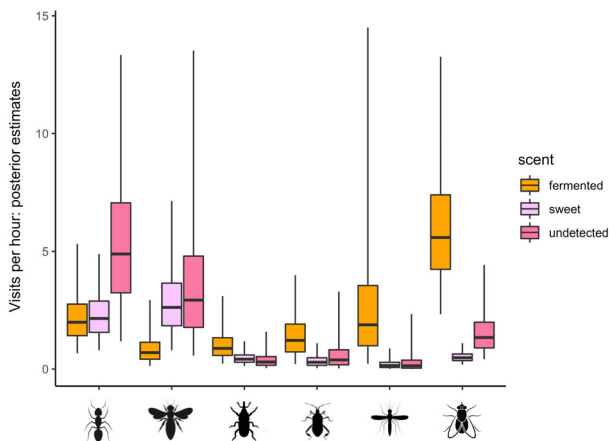 Visits per hour: posterior estimates
15
10
5
0
scent
fermented
sweet
undetected